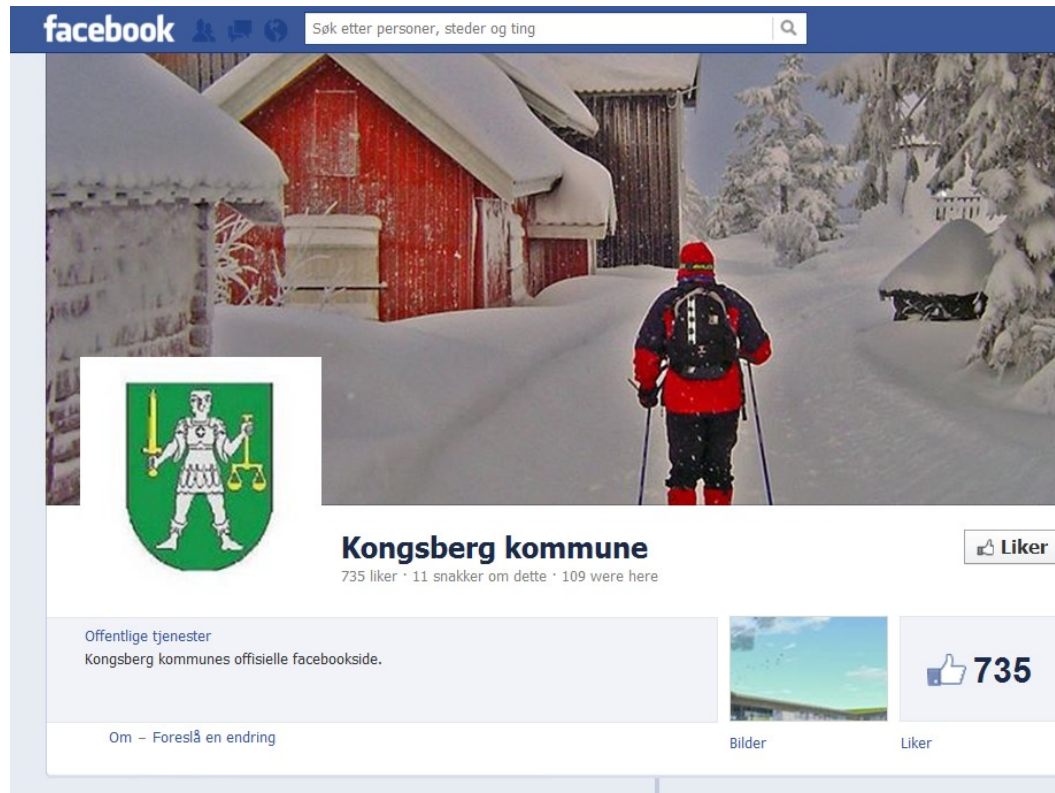 facebook
Søk etter personer, steder og ting
Kongsberg kommune
Liker
735 liker · 11 snakker om dette · 109 were here
Offentlige tjenester
Kongsberg kommunes offisielle facebookside.
735
Om – Foreslå en endring
Bilder
Liker